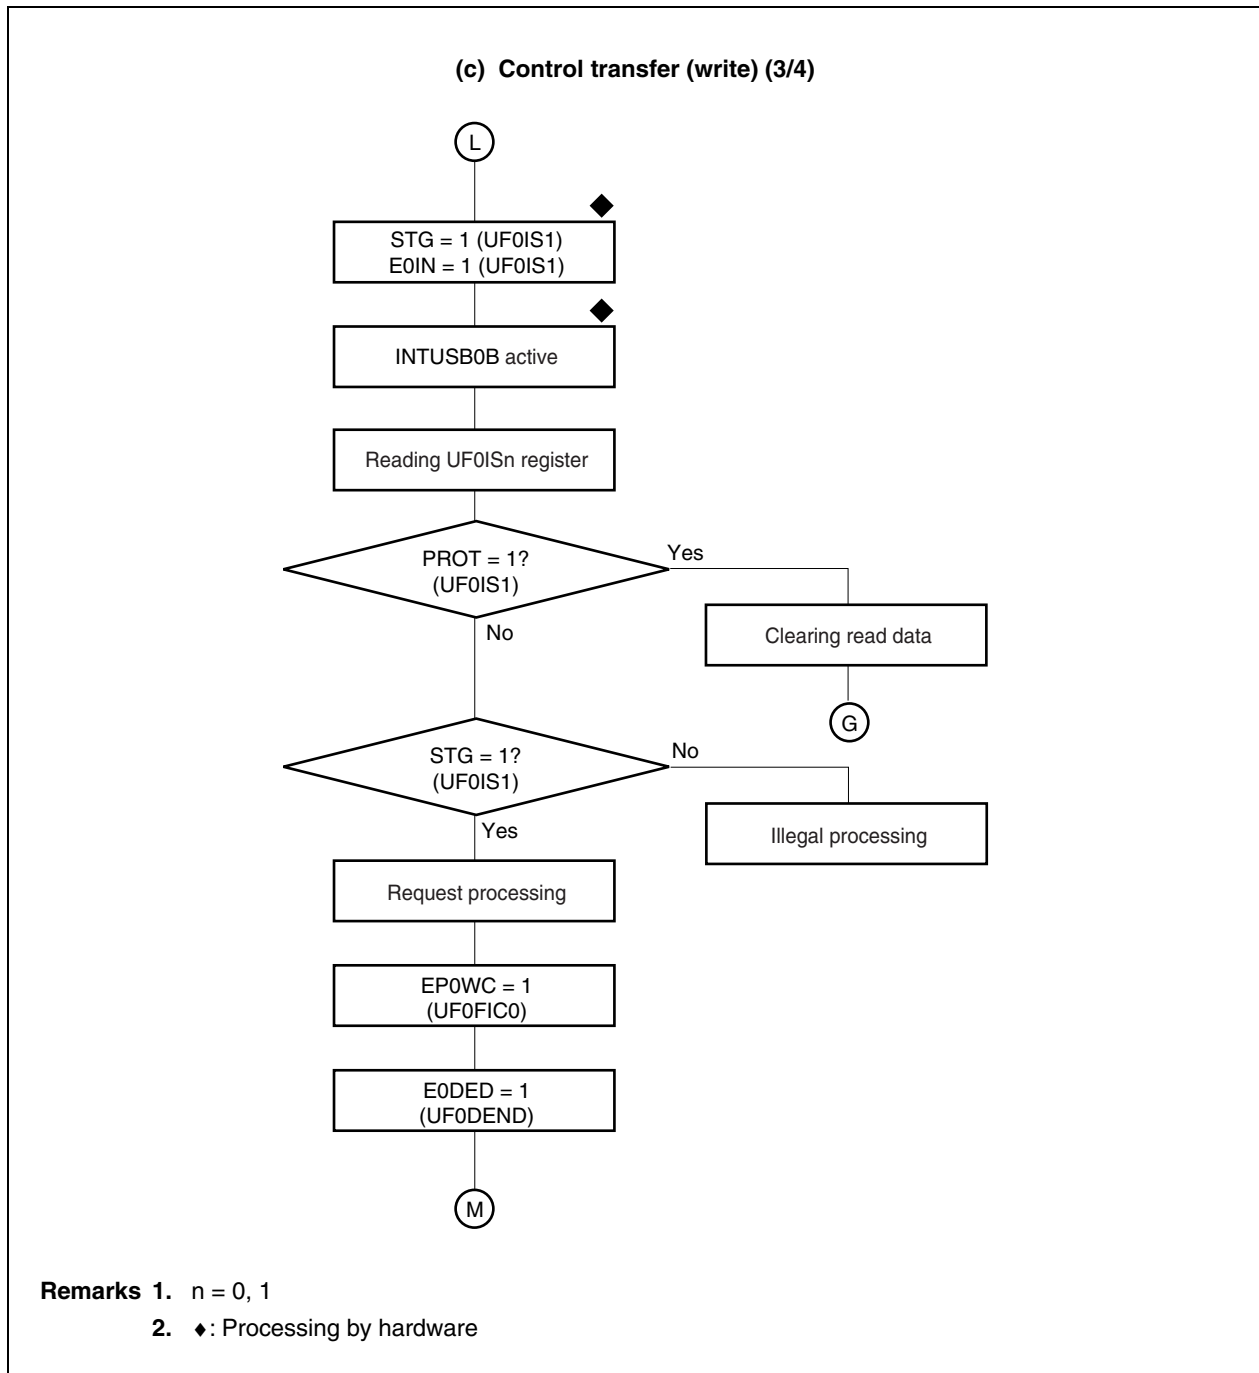 (c) Control transfer (write) (3/4)
L
STG = 1 (UF0IS1)
E0IN = 1 (UF0IS1)
INTUSB0B active
Reading UF0ISn register
PROT = 1?
(UF0IS1)
Yes
No
Clearing read data
G
STG = 1?
(UF0IS1)
No
Yes
Illegal processing
Request processing
EP0WC = 1
(UF0FIC0)
E0DED = 1
(UF0DEND)
M
Remarks 1. n = 0, 1
2. ♦: Processing by hardware